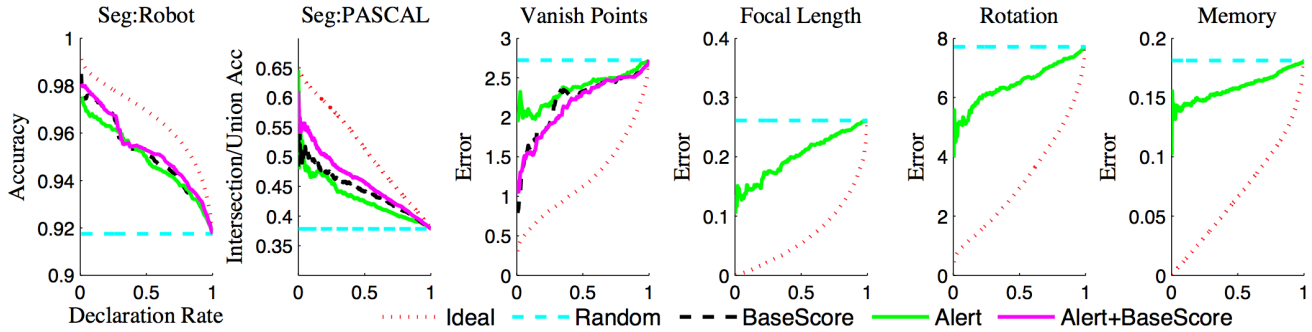 Seg:Robot
Accuracy
1
0.98
0.96
0.94
0.92
0.9
0 0.5 1
Declaration Rate
Seg:PASCAL
Intersection/Union Acc
0.65
0.6
0.55
0.5
0.45
0.4
0.35
0 0.5 1
Vanish Points
Error
3
2.5
2
1.5
1
0.5
0
0 0.5 1
Focal Length
Error
0.4
0.3
0.2
0.1
0
0 0.5 1
Rotation
Error
8
6
4
2
0
0 0.5 1
Memory
Error
0.2
0.15
0.1
0.05
0
0 0.5 1
Ideal Random BaseScore Alert Alert+BaseScore